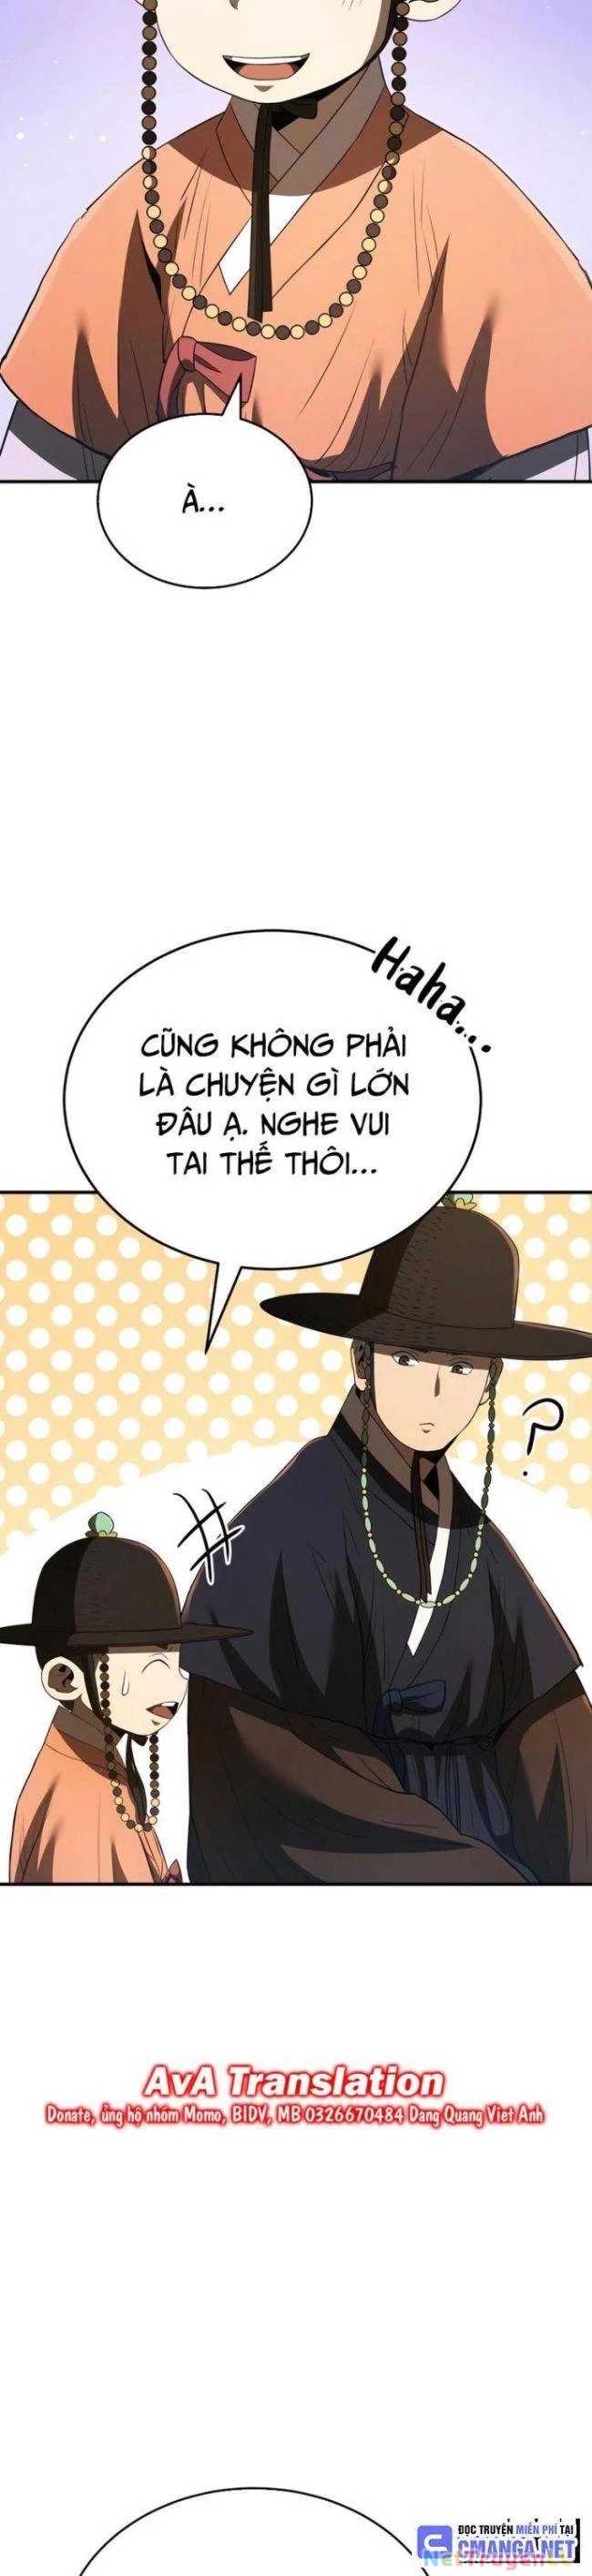 À...
Haha...
CŨNG KHÔNG PHẢI
LÀ CHUYỆN GÌ LỚN
ĐÂU Ạ. NGHE VUI
TAI THẾ THÔI...
?
AvA Translation
Donate, ủng hộ nhóm Momo, BIDV, MB 0326670484 Dang Quang Viet Anh
ĐỌC TRUYỆN MIỄN PHÍ TẠI
CMANGA.NET